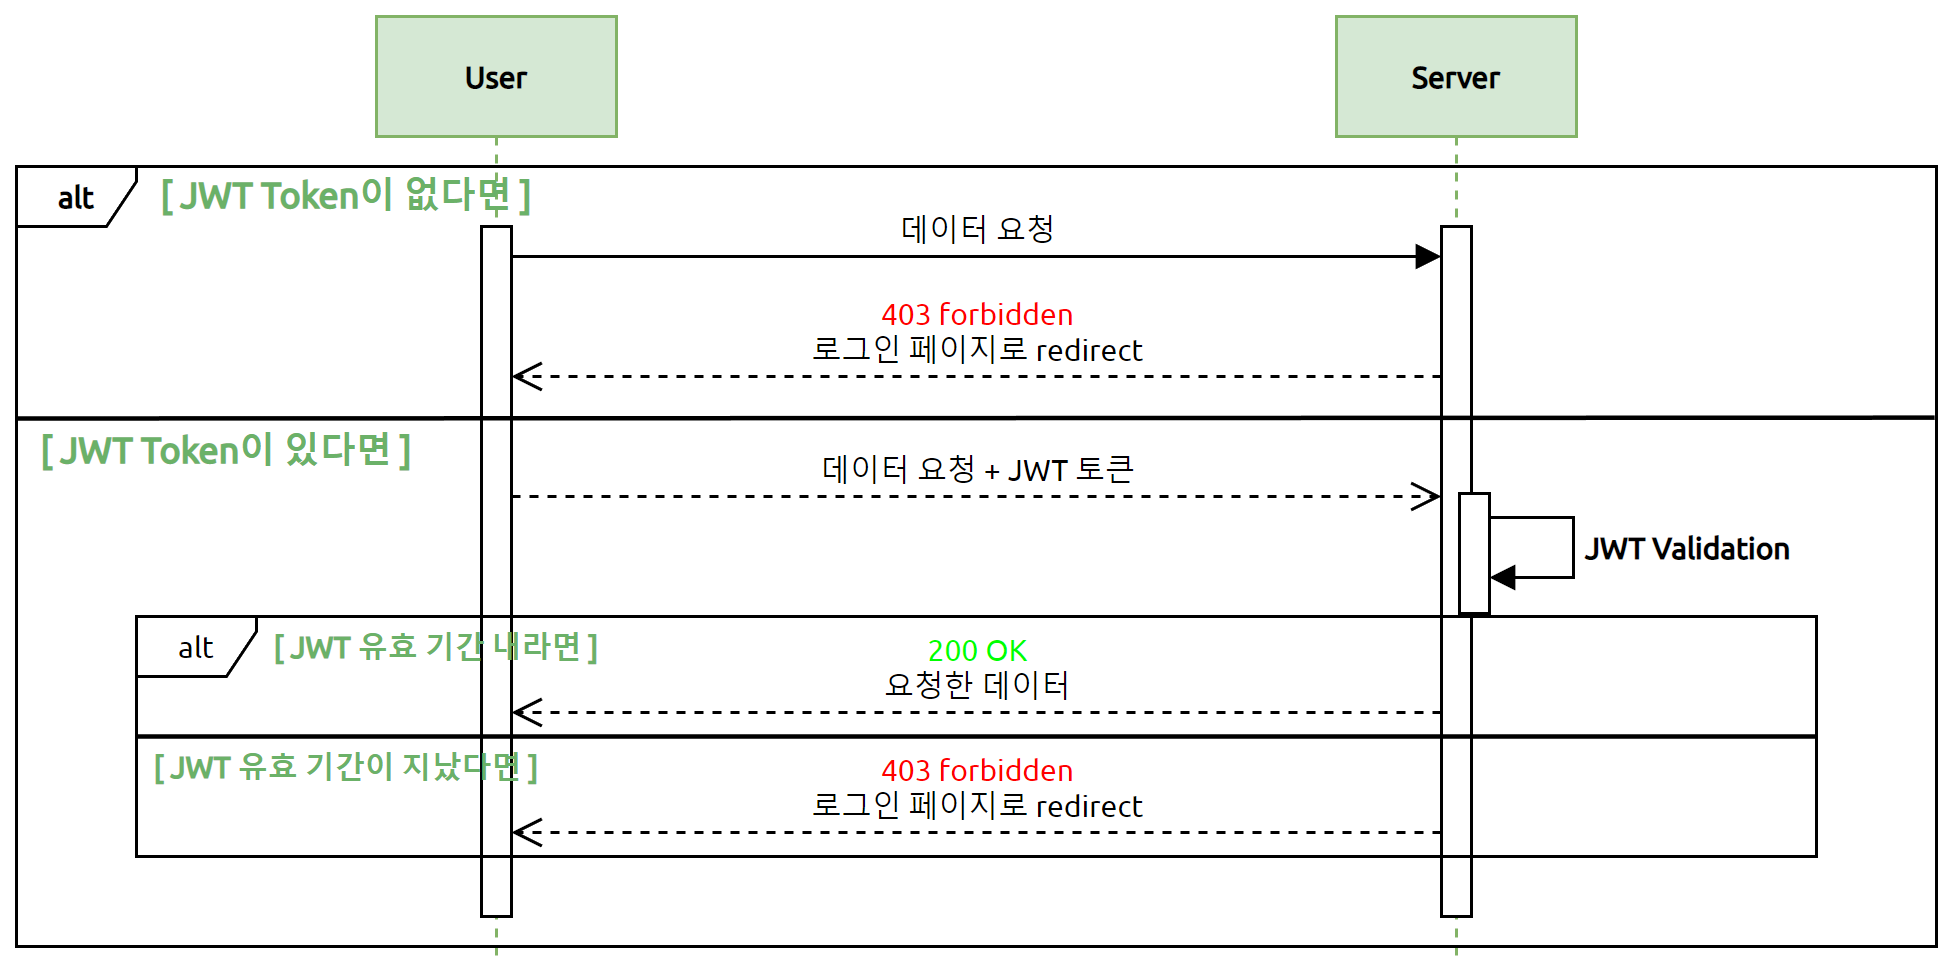 User
Server
alt
[ JWT Token이 없다면 ]
데이터 요청
403 forbidden
로그인 페이지로 redirect
[ JWT Token이 있다면 ]
데이터 요청 + JWT 토큰
JWT Validation
alt
[ JWT 유효 기간 내라면 ]
200 OK
요청한 데이터
[ JWT 유효 기간이 지났다면 ]
403 forbidden
로그인 페이지로 redirect